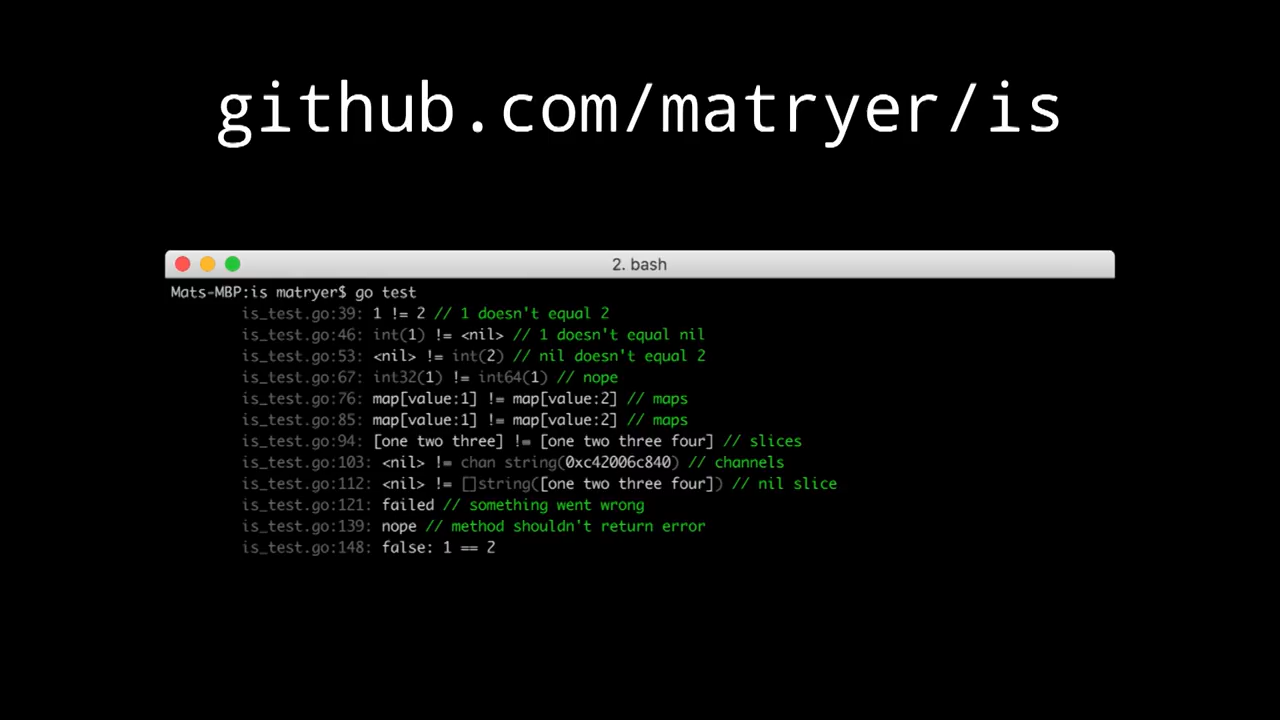 github.com/matryer/is
2. bash
Mats-MBP:is matryer$ go test
is_test.go:39: 1 != 2 // 1 doesn't equal 2
is_test.go:46: int(1) != <nil> // 1 doesn't equal nil
is_test.go:53: <nil> != int(2) // nil doesn't equal 2
is_test.go:67: int32(1) != int64(1) // nope
is_test.go:76: map[value:1] != map[value:2] // maps
is_test.go:85: map[value:1] != map[value:2] // maps
is_test.go:94: [one two three] != [one two three four] // slices
is_test.go:103: <nil> != chan string(0xc42006c840) // channels
is_test.go:112: <nil> != []string([one two three four]) // nil slice
is_test.go:121: failed // something went wrong
is_test.go:139: nope // method shouldn't return error
is_test.go:148: false: 1 == 2